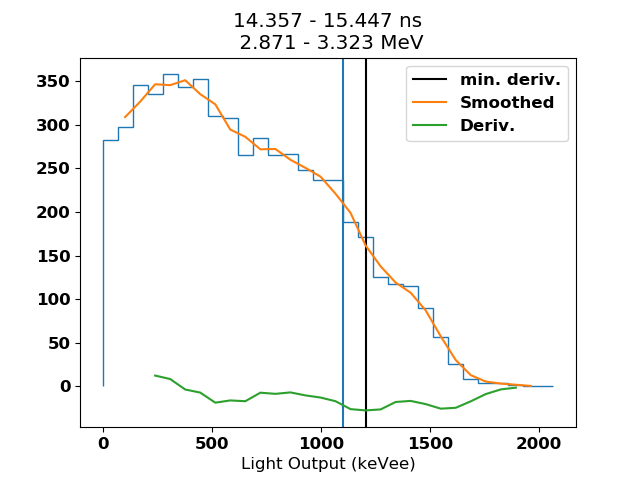 14.357 - 15.447 ns
2.871 - 3.323 MeV
min. deriv.
Smoothed
Deriv.
350
300
250
200
150
100
50
0
0 500 1000 1500 2000
Light Output (keVee)